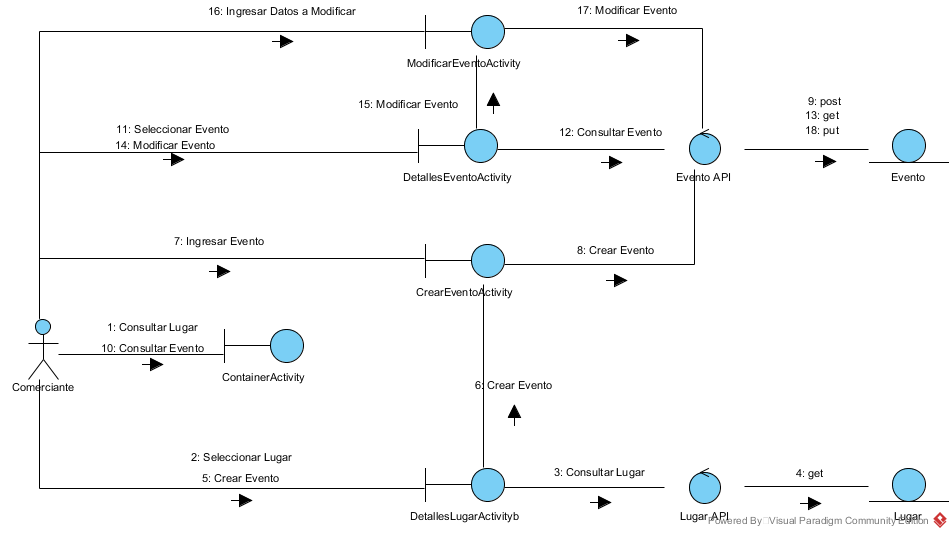 16: Ingresar Datos a Modificar
17: Modificar Evento
ModificarEventoActivity
15: Modificar Evento
9: post
13: get
18: put
11: Seleccionar Evento
14: Modificar Evento
12: Consultar Evento
DetallesEventoActivity
Evento API
Evento
7: Ingresar Evento
8: Crear Evento
CrearEventoActivity
1: Consultar Lugar
10: Consultar Evento
ContainerActivity
Comerciante
6: Crear Evento
2: Seleccionar Lugar
5: Crear Evento
3: Consultar Lugar
4: get
DetallesLugarActivityb
Lugar API
Lugar
Powered By Visual Paradigm Community Edition